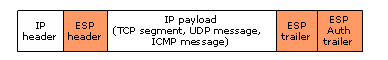 IP
header
ESP
header
IP payload
(TCP segment, UDP message,
ICMP message)
ESP
trailer
ESP
Auth
trailer